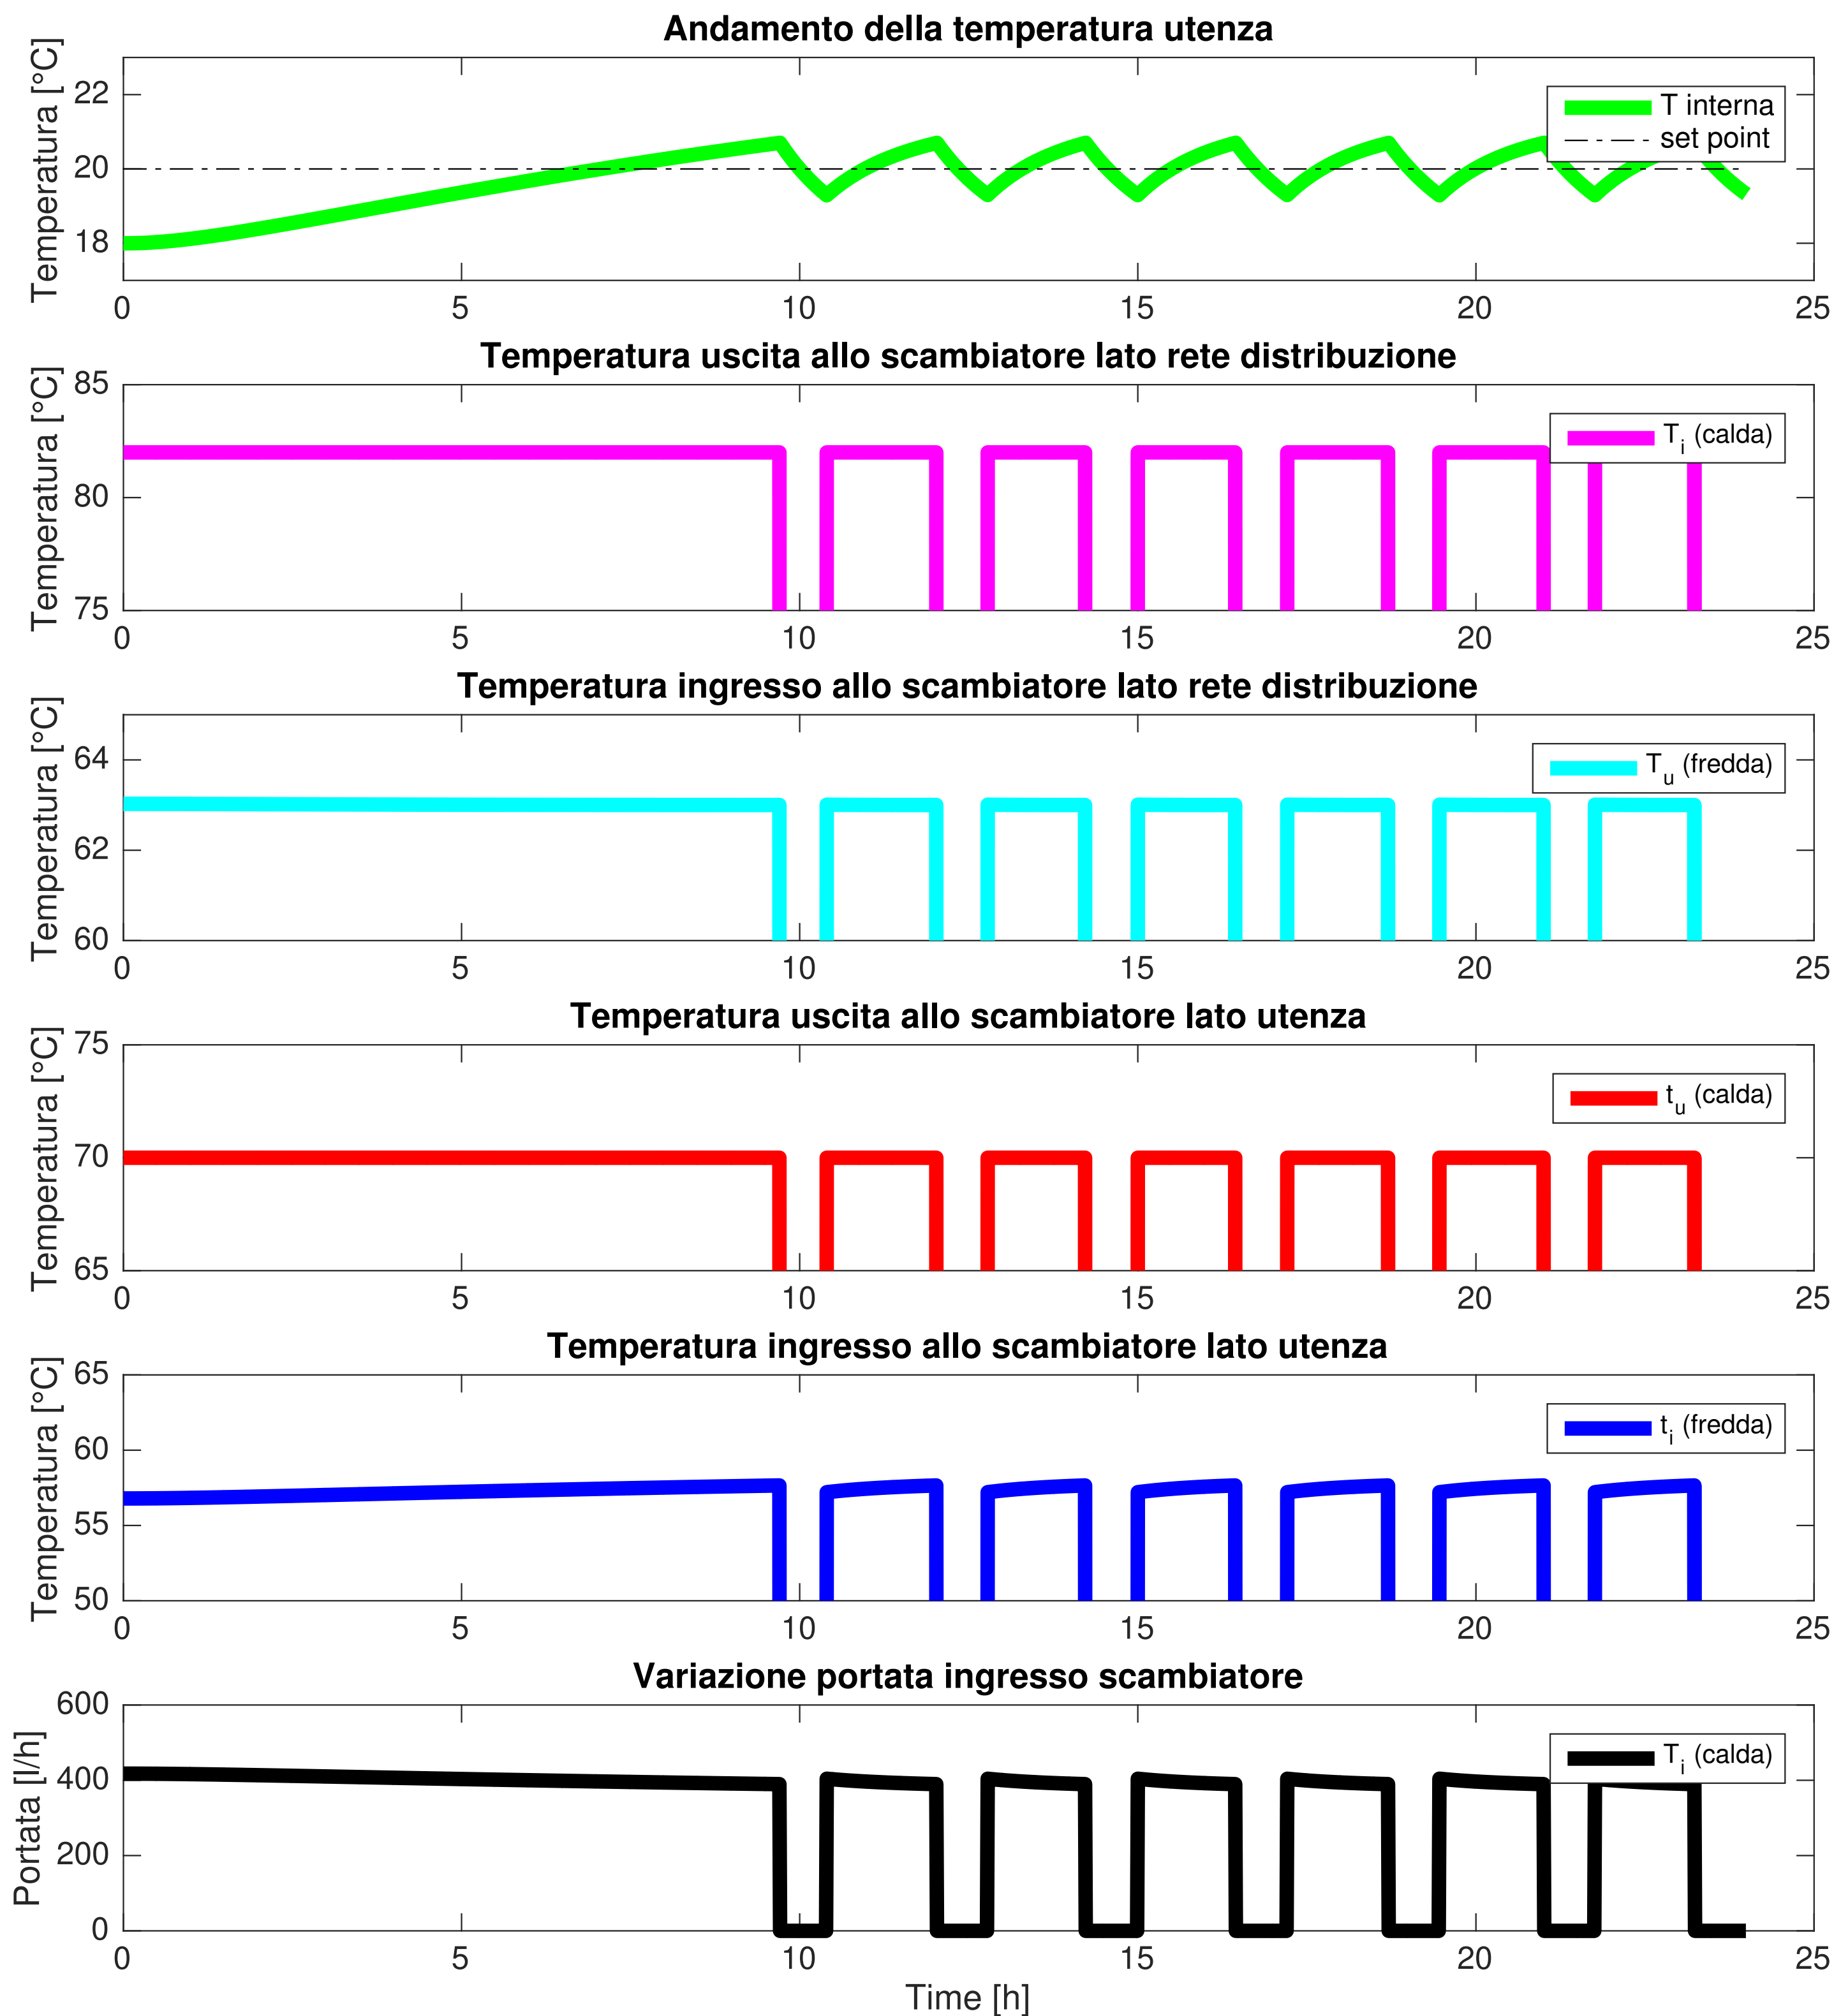 Andamento della temperatura utenza
Temperatura [°C]
22
20
18
T interna
set point
0 5 10 15 20 25
Temperatura uscita allo scambiatore lato rete distribuzione
Temperatura [°C]
85
80
75
T_i (calda)
0 5 10 15 20 25
Temperatura ingresso allo scambiatore lato rete distribuzione
Temperatura [°C]
64
62
60
T_u (fredda)
0 5 10 15 20 25
Temperatura uscita allo scambiatore lato utenza
Temperatura [°C]
75
70
65
t_u (calda)
0 5 10 15 20 25
Temperatura ingresso allo scambiatore lato utenza
Temperatura [°C]
65
60
55
50
t_i (fredda)
0 5 10 15 20 25
Variazione portata ingresso scambiatore
Portata [l/h]
600
400
200
0
T_i (calda)
0 5 10 15 20 25
Time [h]